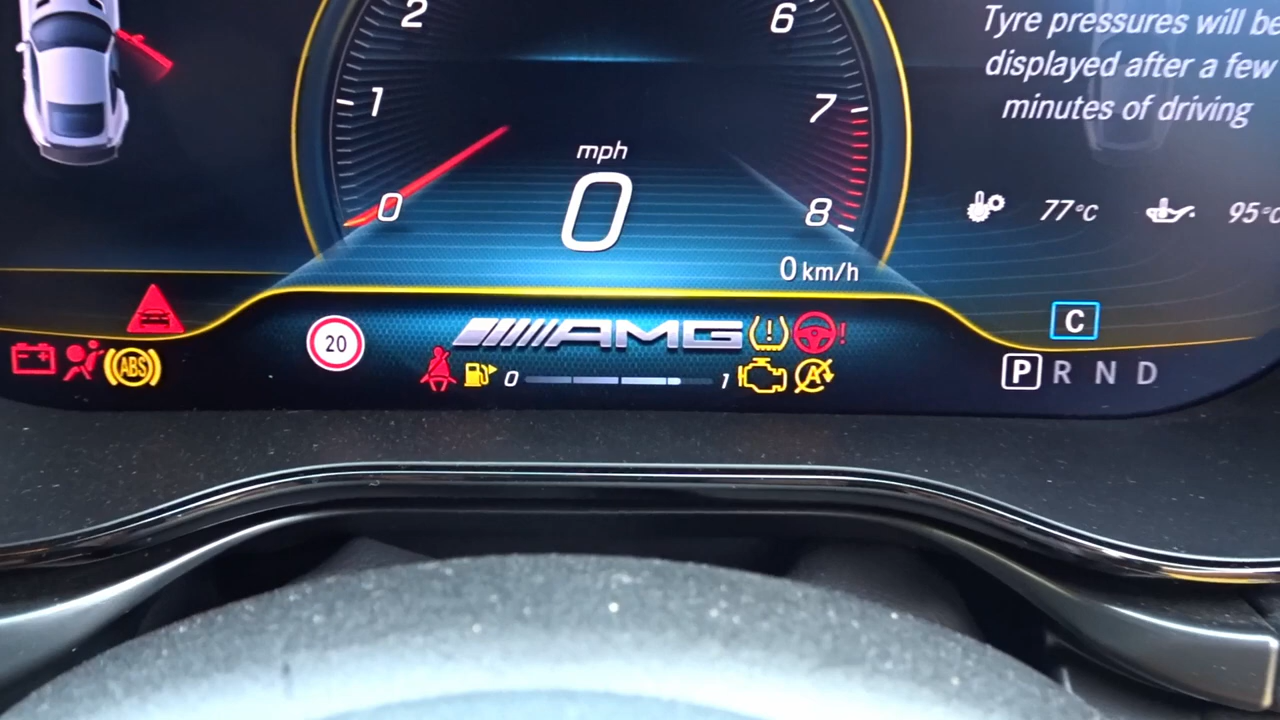 2
6
Tyre pressures will be
displayed after a few
minutes of driving
1
7
mph
0
0
8
77°C
95°C
0 km/h
20
AMG
!
!
C
ABS
0
1
A
P R N D